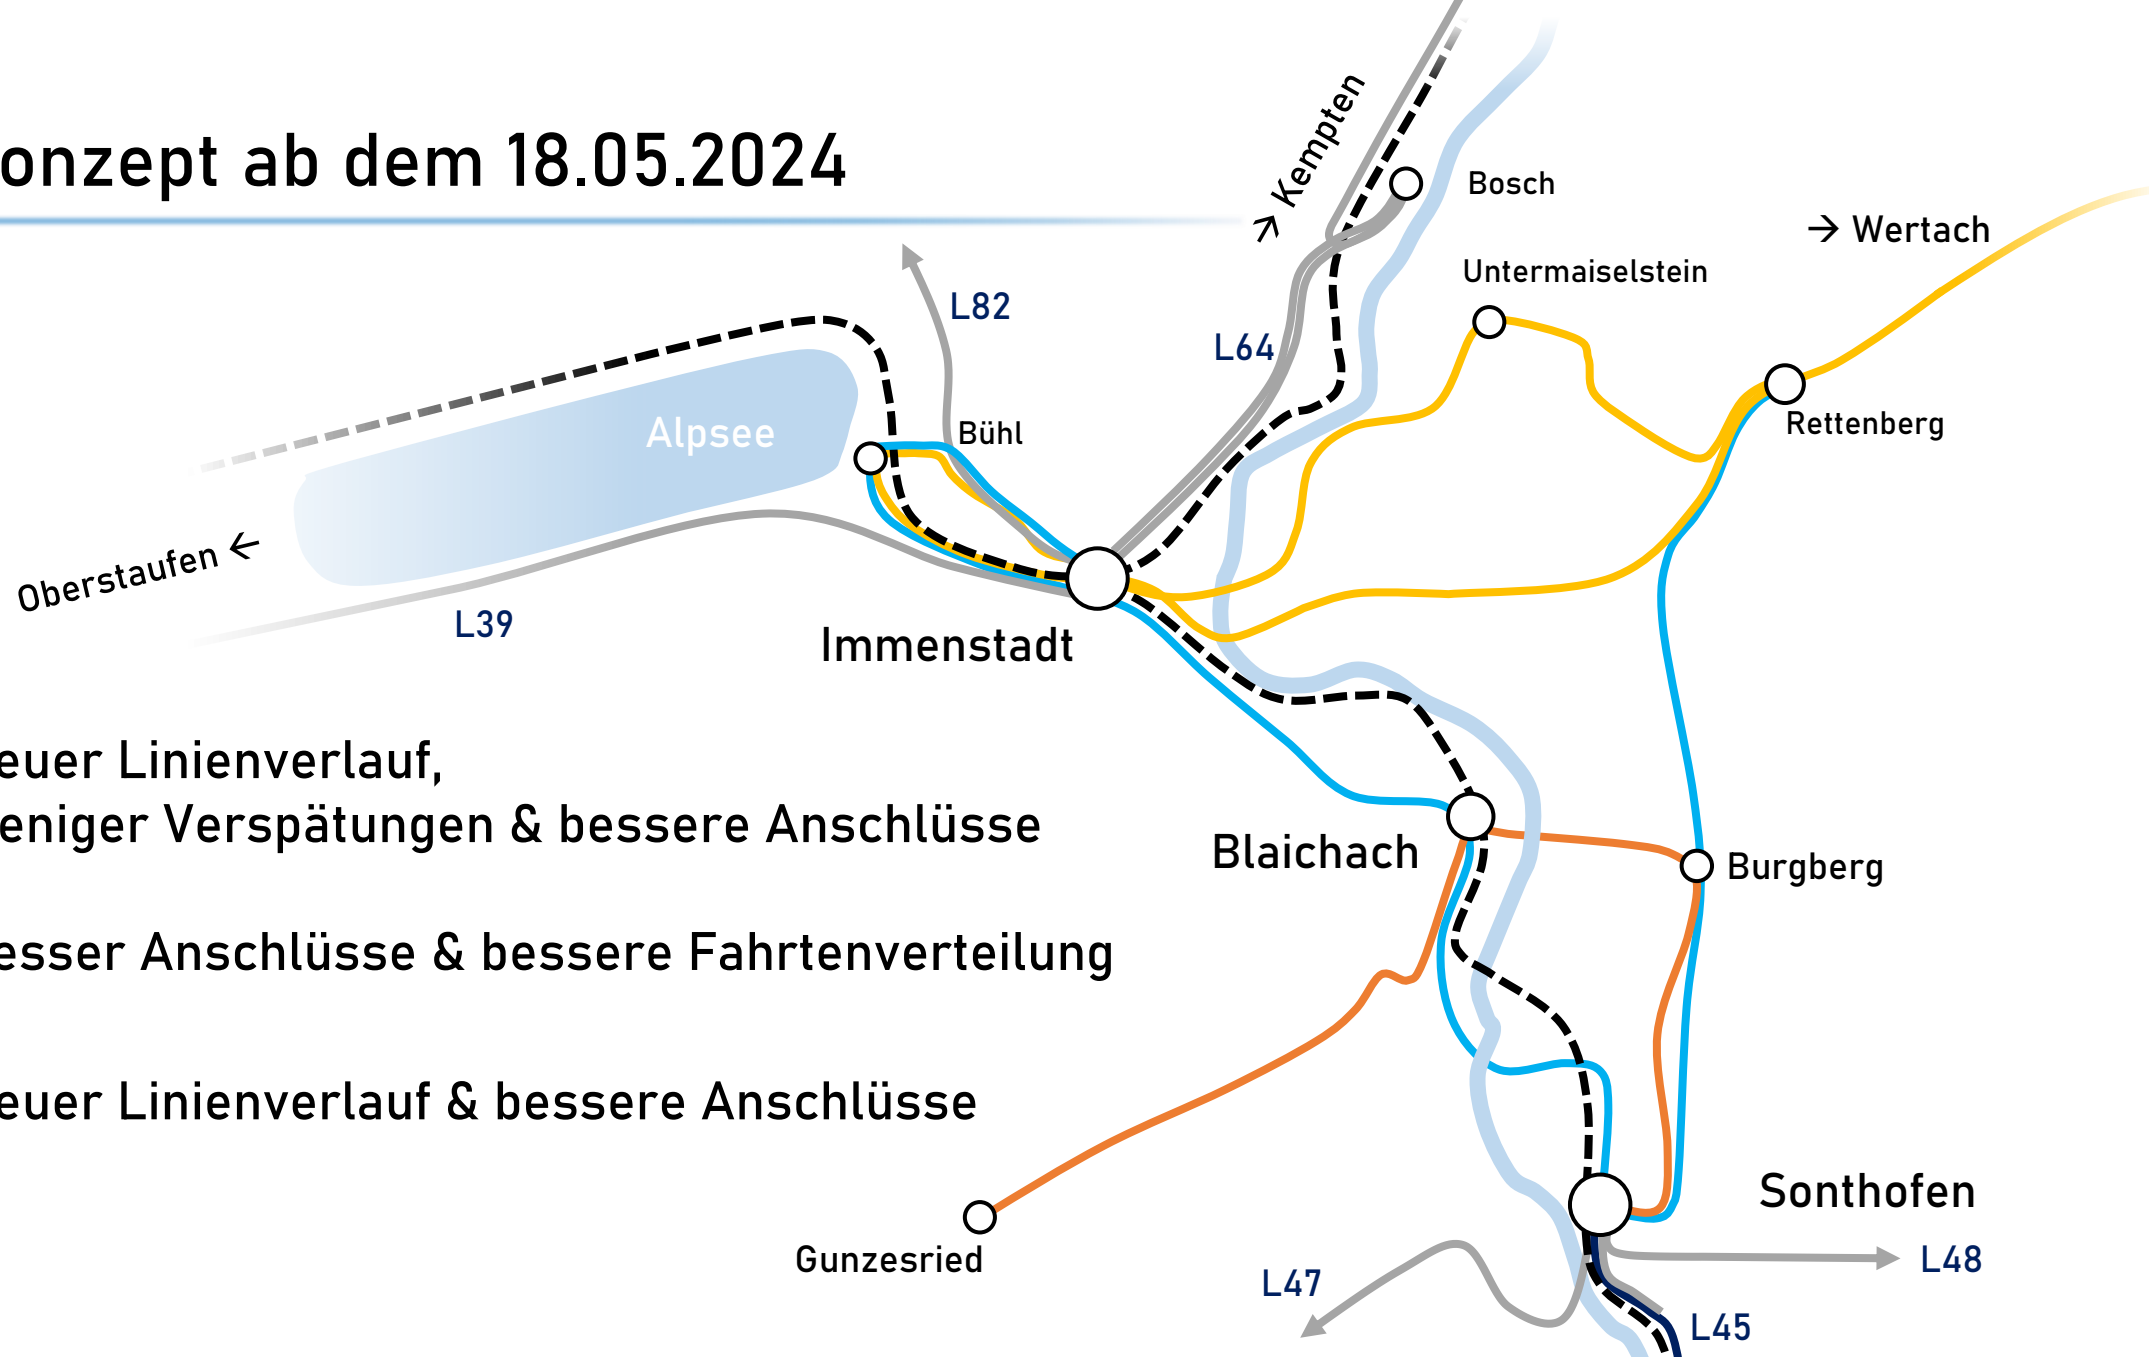 onzept ab dem 18.05.2024
→ Kempten
Bosch
→ Wertach
Untermaiselstein
L82
L64
Alpsee
Bühl
Rettenberg
Oberstaufen ←
L39
Immenstadt
euer Linienverlauf,
eniger Verspätungen & bessere Anschlüsse
Blaichach
Burgberg
esser Anschlüsse & bessere Fahrtenverteilung
euer Linienverlauf & bessere Anschlüsse
Sonthofen
Gunzesried
L48
L47
L45